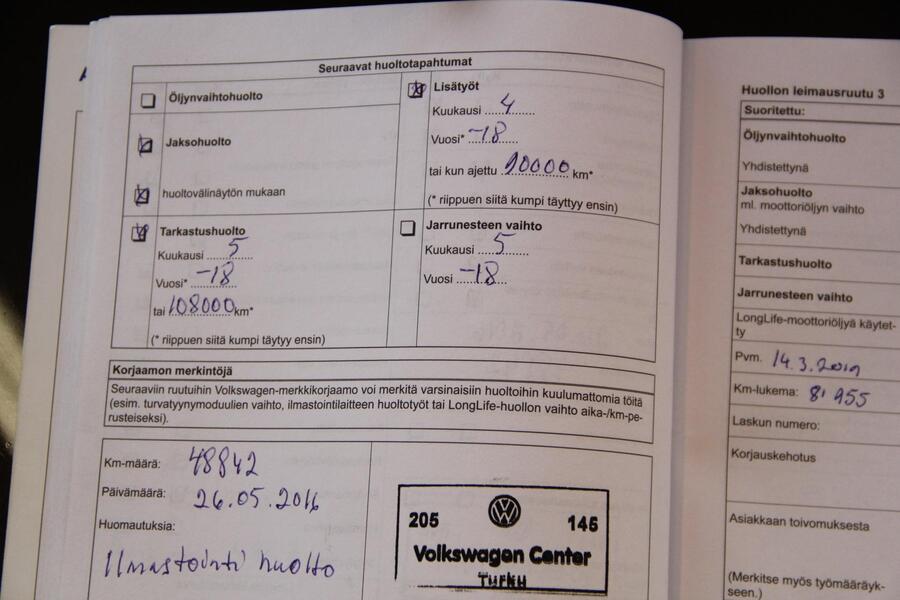 Seuraavat huoltotapahtumat
Öljynvaihtohuolto
Jaksohuolto
huoltovälinäytön mukaan
Lisätyöt
Kuukausi 4
Vuosi* -18
tai kun ajettu 90000 km*
(* riippuen siitä kumpi täyttyy ensin)
Tarkastushuolto
Kuukausi 5
Vuosi* -18
tai 108000 km*
(* riippuen siitä kumpi täytyy ensin)
Jarrunesteen vaihto
Kuukausi 5
Vuosi -18
Korjaamon merkintöjä
Seuraaviin ruutuihin Volkswagen-merkkikorjaamo voi merkitä varsinaisiin huoltoihin kuulumattomia töitä
(esim. turvatyynymoduulien vaihto, ilmastointilaitteen huoltotyöt tai LongLife-huollon vaihto aika-/km-pe-
rusteiseksi).
Km-määrä: 48842
Päivämäärä: 26.05.2016
Huomautuksia:
Ilmastointi huolto
205 145
Volkswagen Center
TURKU
Huollon leimausruutu 3
Suoritettu:
Öljynvaihtohuolto
Yhdistettynä
Jaksohuolto
ml. moottoriöljyn vaihto
Yhdistettynä
Tarkastushuolto
Jarrunesteen vaihto
LongLife-moottoriöljyä käytet-
ty
Pvm. 14.3.2019
Km-lukema: 81 955
Laskun numero:
Korjauskehotus
Asiakkaan toivomuksesta
(Merkitse myös työmääräyk-
seen.)